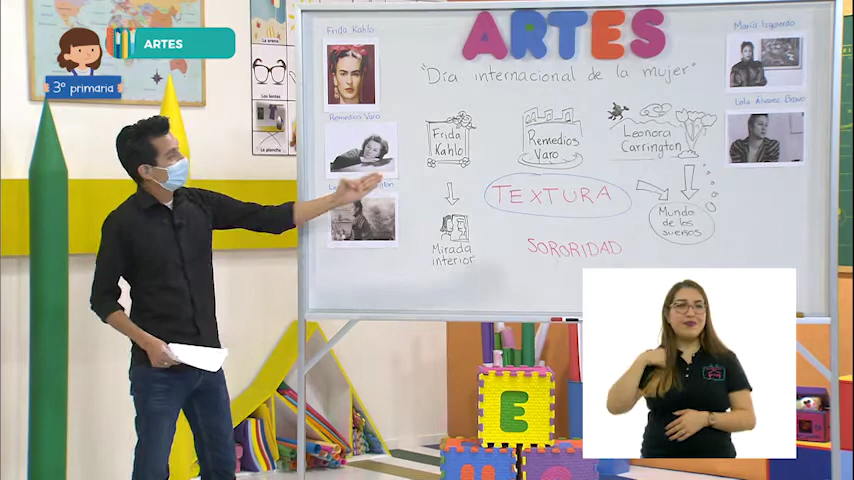 ARTES
3º primaria
La arena
Los lentes
La plancha
ARTES
"Día internacional de la mujer"
Frida Kahlo
Remedios Varo
María Izquierdo
Lola Álvarez Bravo
Frida
Kahlo
Remedios
Varo
Leonora
Carrington
TEXTURA
Mirada
interior
Mundo
de los
sueños
SORORIDAD
E